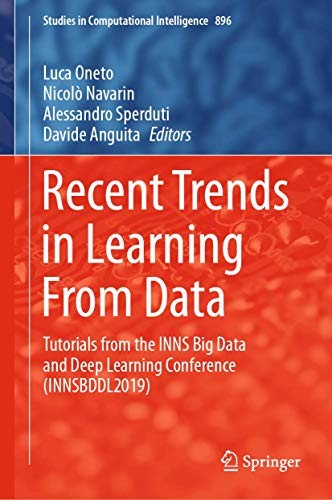 Studies in Computational Intelligence 896
Luca Oneto
Nicolò Navarin
Alessandro Sperduti
Davide Anguita Editors
Recent Trends
in Learning
From Data
Tutorials from the INNS Big Data
and Deep Learning Conference
(INNSBDDL2019)
Springer